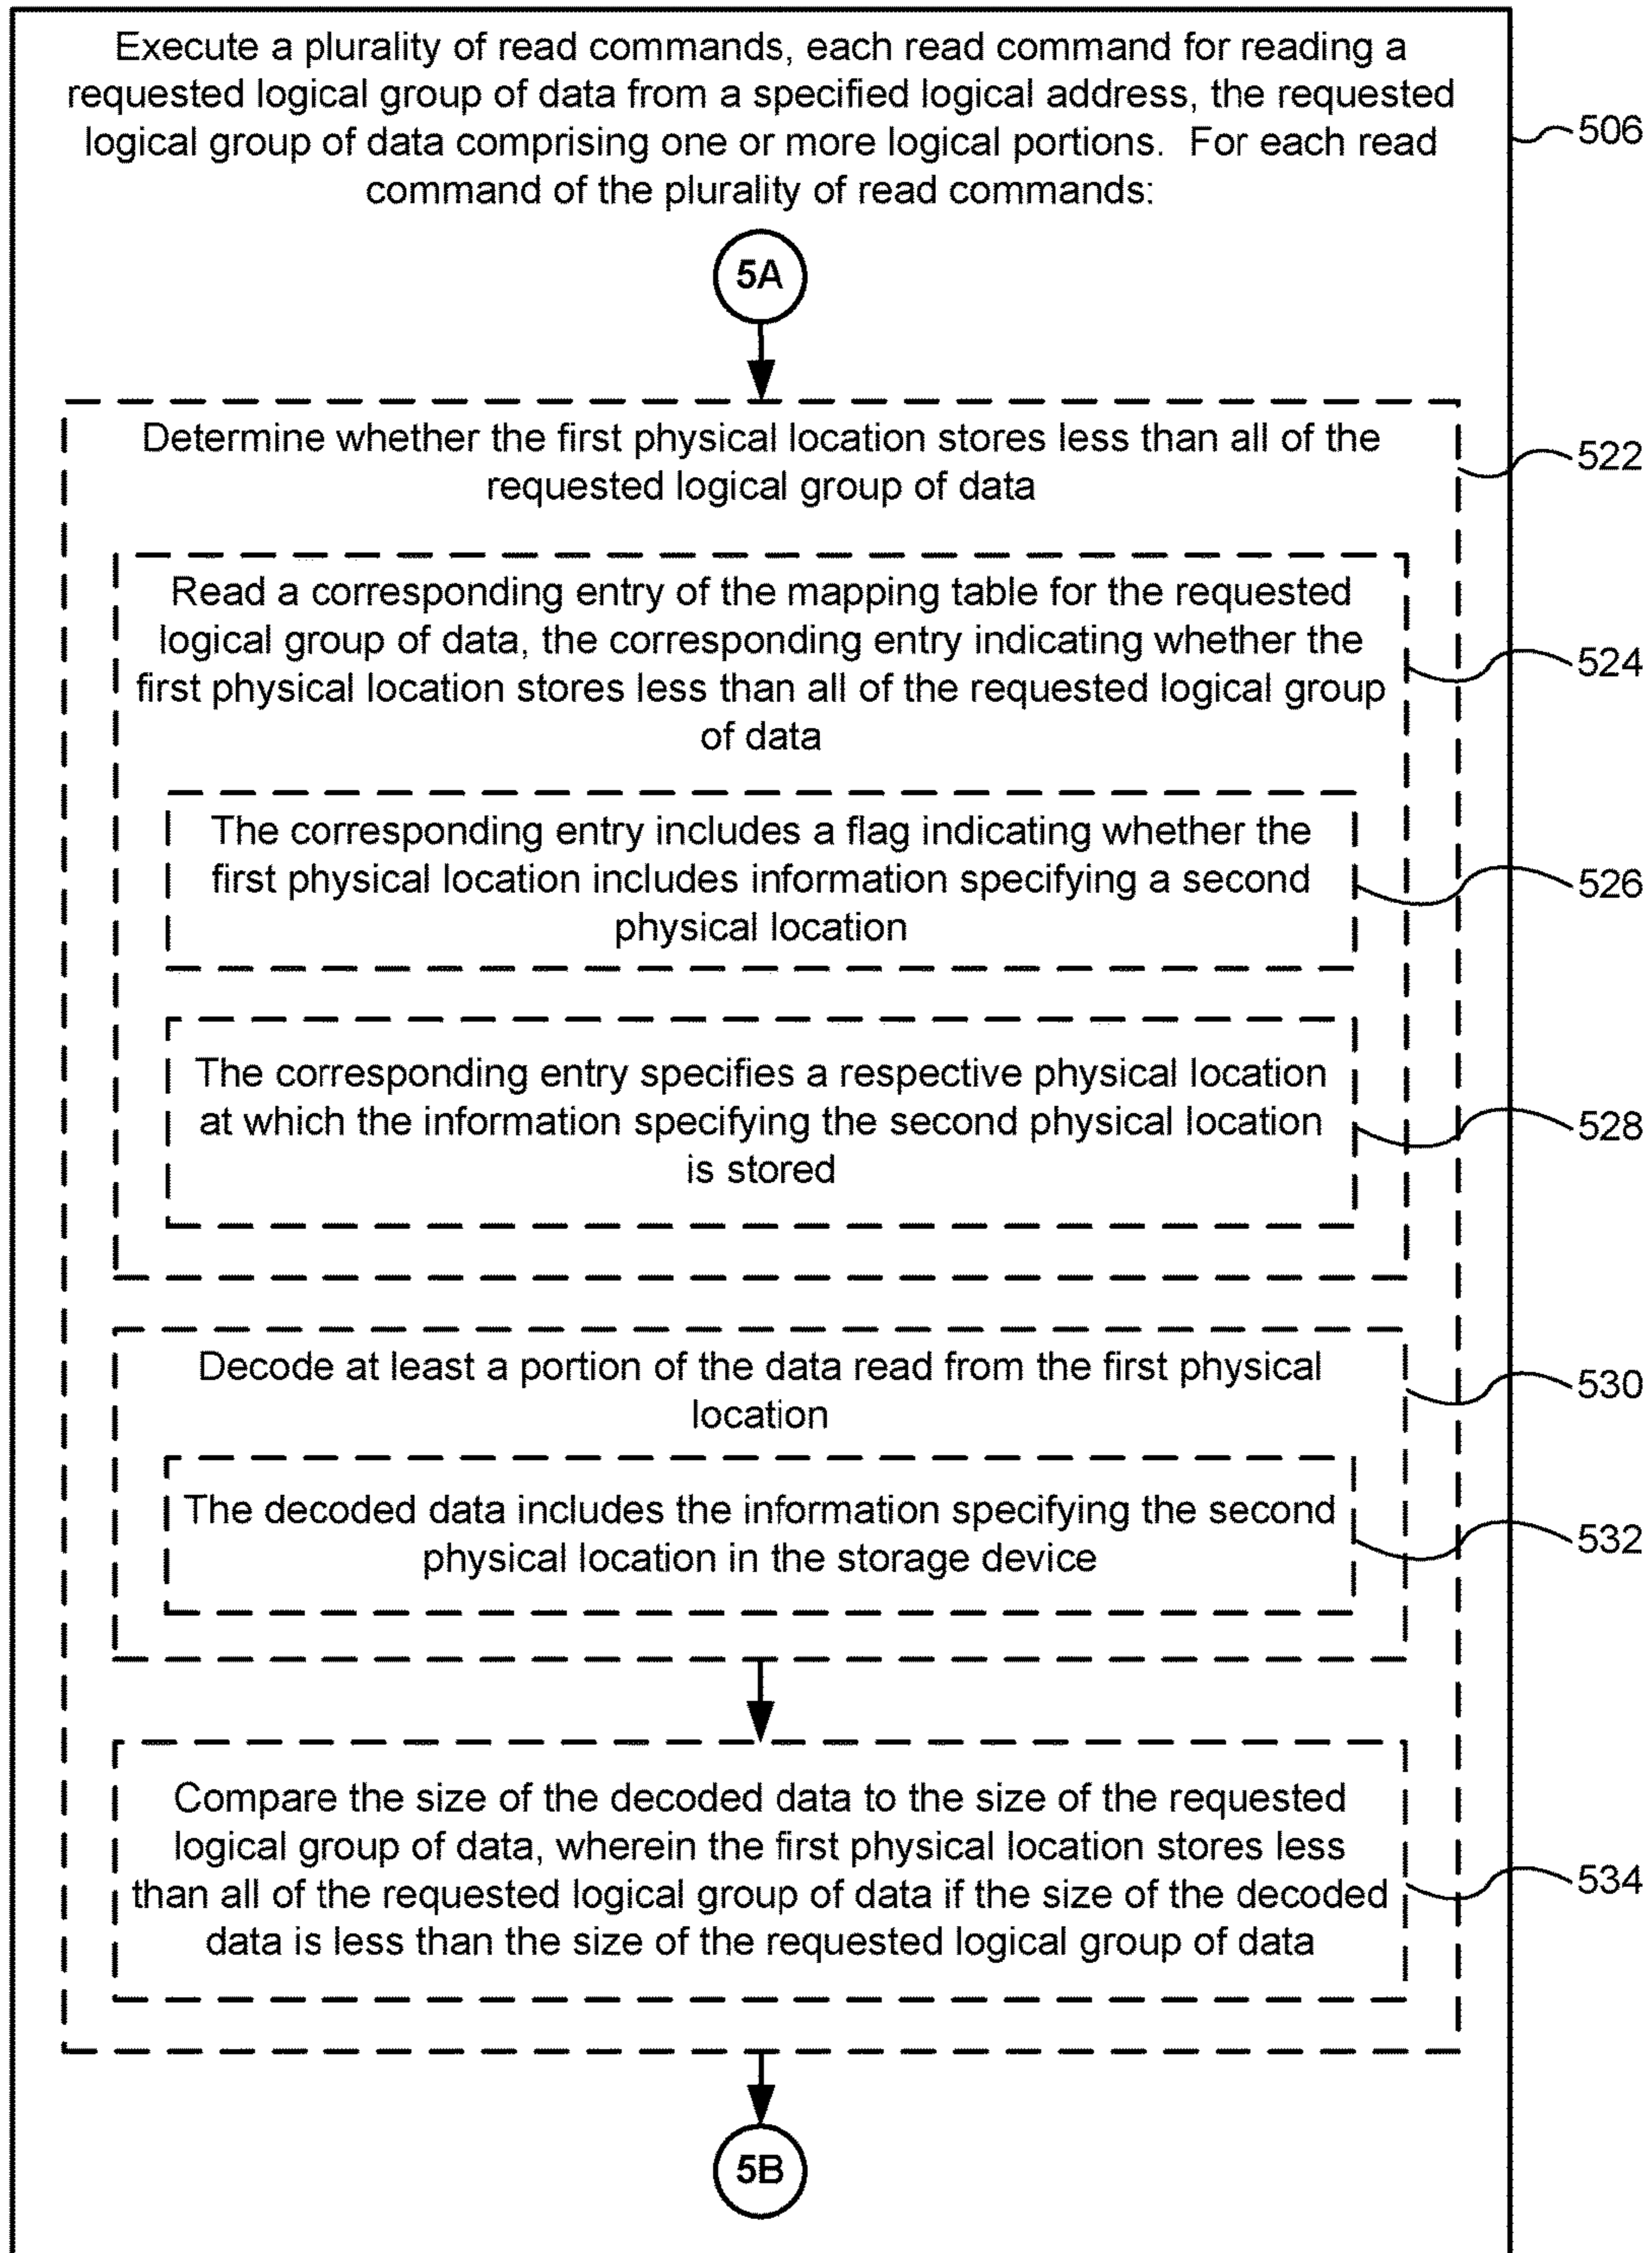 Execute a plurality of read commands, each read command for reading a
requested logical group of data from a specified logical address, the requested
logical group of data comprising one or more logical portions.  For each read
command of the plurality of read commands:
506
5A
Determine whether the first physical location stores less than all of the
requested logical group of data
522
Read a corresponding entry of the mapping table for the requested
logical group of data, the corresponding entry indicating whether the
first physical location stores less than all of the requested logical group
of data
524
The corresponding entry includes a flag indicating whether the
first physical location includes information specifying a second
physical location
526
The corresponding entry specifies a respective physical location
at which the information specifying the second physical location
is stored
528
Decode at least a portion of the data read from the first physical
location
530
The decoded data includes the information specifying the second
physical location in the storage device
532
Compare the size of the decoded data to the size of the requested
logical group of data, wherein the first physical location stores less
than all of the requested logical group of data if the size of the decoded
data is less than the size of the requested logical group of data
534
5B